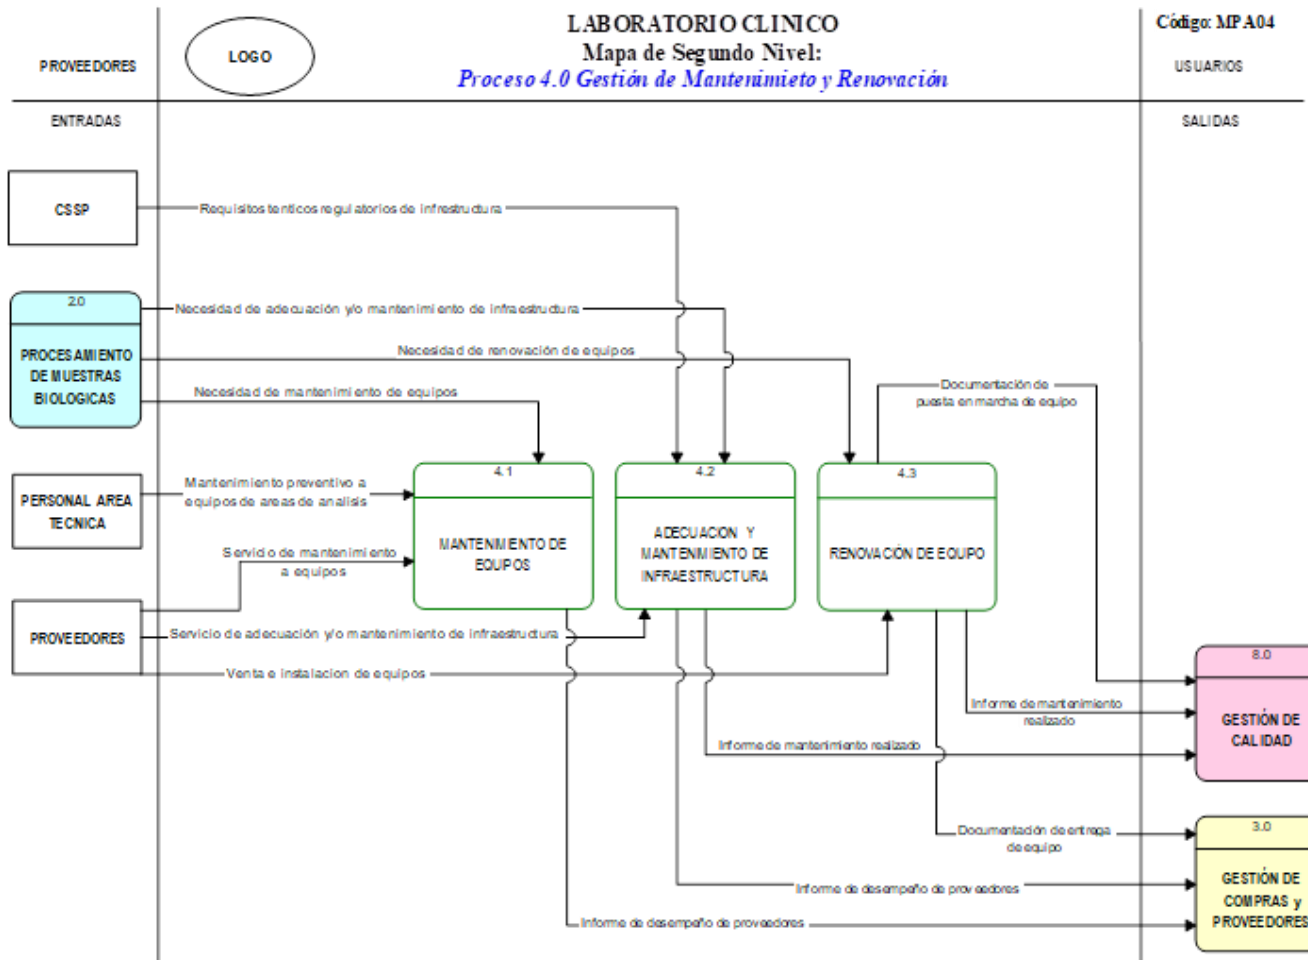 LABORATORIO CLINICO
Mapa de Segundo Nivel:
Proceso 4.0 Gestión de Mantenimieto y Renovación
Código: MPA04
PROVEEDORES
LOGO
USUARIOS
ENTRADAS
SALIDAS
CSSP
Requisitos tenticos regulatorios de infrestructura
2.0
PROCESAMIENTO
DE MUESTRAS
BIOLOGICAS
Necesidad de adecuación y/o mantenimiento de infraestructura
Necesidad de renovación de equipos
Necesidad de mantenimiento de equipos
Documentación de
puesta en marcha de equipo
PERSONAL AREA
TECNICA
Mantenimiento preventivo a
equipos de areas de analisis
4.1
MANTENIMIENTO DE
EQUIPOS
4.2
ADECUACION Y
MANTENIMIENTO DE
INFRAESTRUCTURA
4.3
RENOVACIÓN DE EQUIPO
Servicio de mantenimiento
a equipos
PROVEEDORES
Servicio de adecuación y/o mantenimiento de infraestructura
Venta e instalacion de equipos
8.0
GESTIÓN DE
CALIDAD
Informe de mantenimiento
realizado
Informe de mantenimiento realizado
3.0
GESTIÓN DE
COMPRAS y
PROVEEDORES
Documentación de entrega
de equipo
Informe de desempeño de proveedores
Informe de desempeño de proveedores